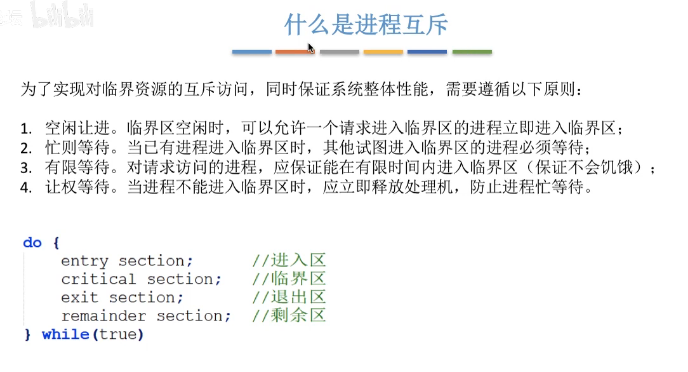 bilibili
什么是进程互斥
为了实现对临界资源的互斥访问，同时保证系统整体性能，需要遵循以下原则：
1. 空闲让进。临界区空闲时，可以允许一个请求进入临界区的进程立即进入临界区；
2. 忙则等待。当已有进程进入临界区时，其他试图进入临界区的进程必须等待；
3. 有限等待。对请求访问的进程，应保证能在有限时间内进入临界区（保证不会饥饿）；
4. 让权等待。当进程不能进入临界区时，应立即释放处理机，防止进程忙等待。
do {
entry section; //进入区
critical section; //临界区
exit section; //退出区
remainder section; //剩余区
} while(true)